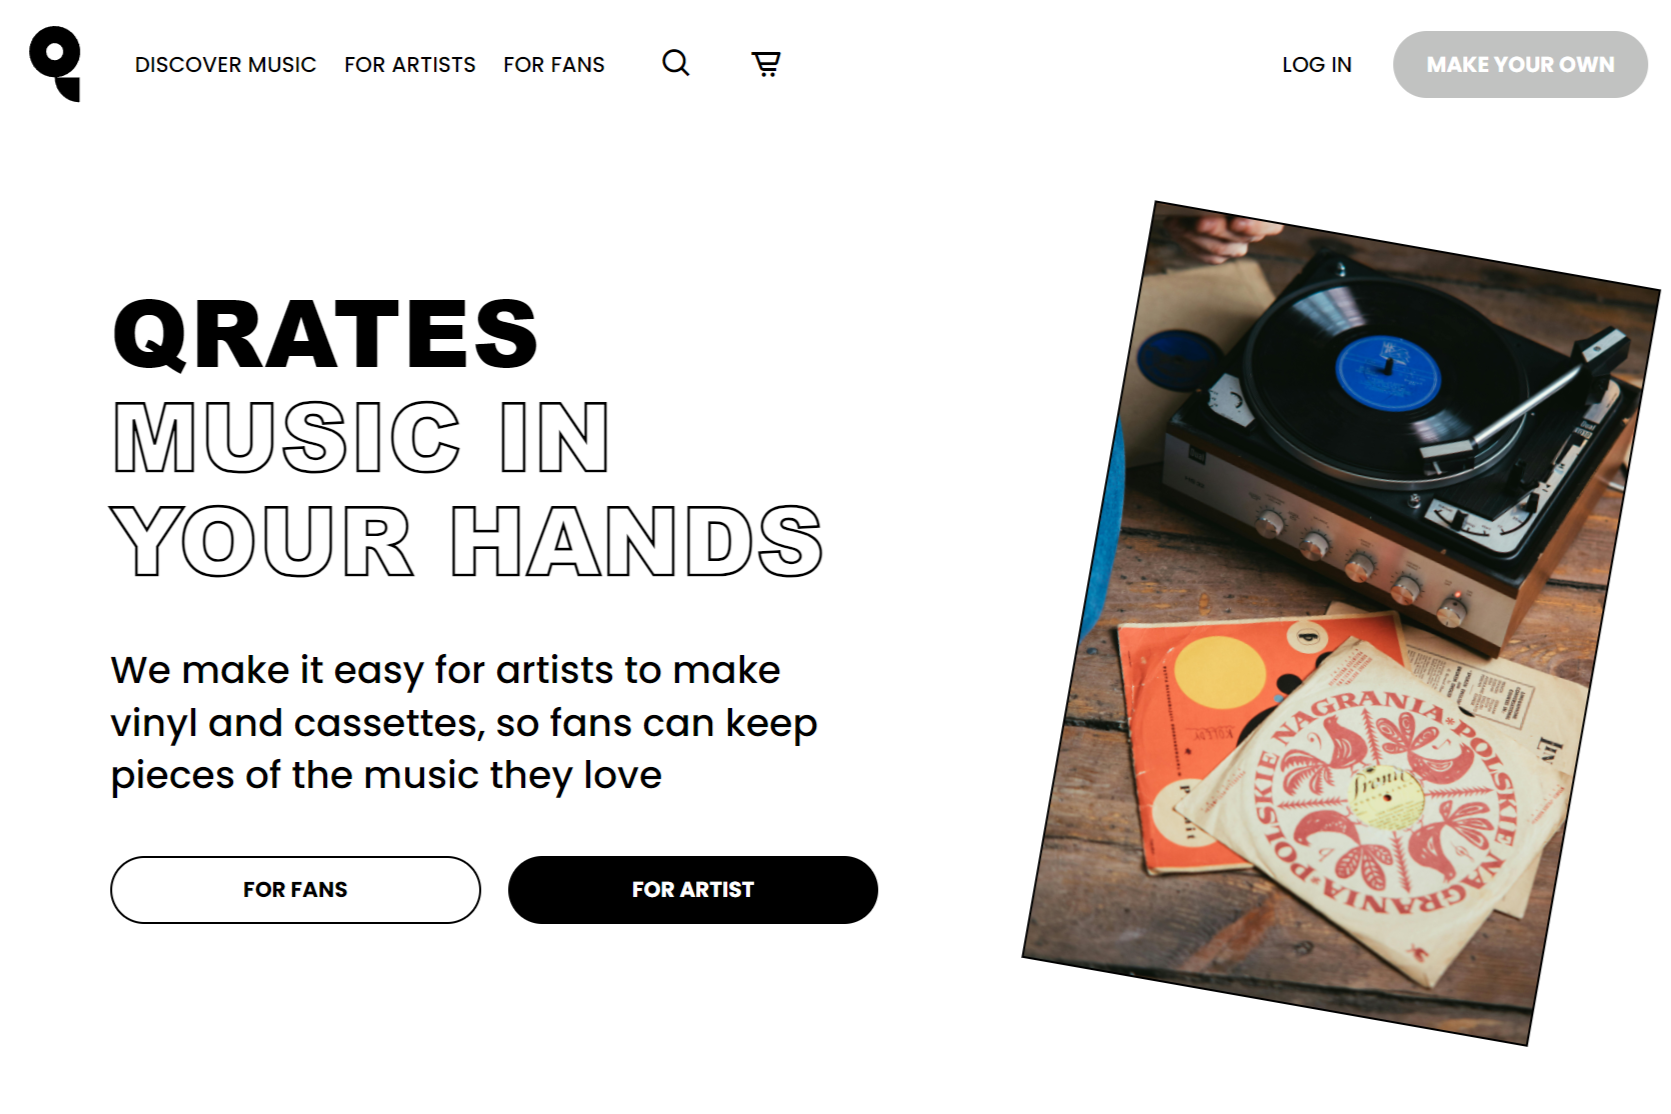 DISCOVER MUSIC FOR ARTISTS FOR FANS LOG IN MAKE YOUR OWN
QRATES
MUSIC IN
YOUR HANDS
We make it easy for artists to make
vinyl and cassettes, so fans can keep
pieces of the music they love
FOR FANS FOR ARTIST
Dual
NAGRANIA*POLSKIE NAGRANIA*POLSKIE